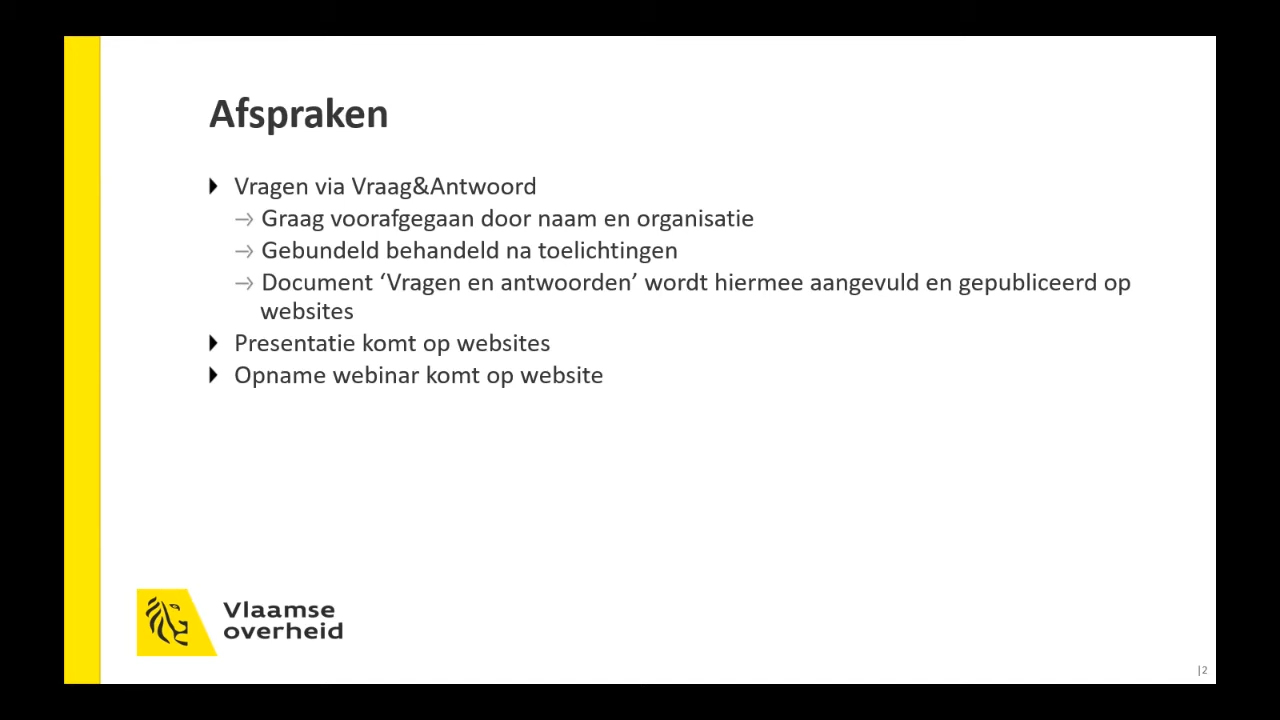 Afspraken
Vragen via Vraag&Antwoord
Graag voorafgegaan door naam en organisatie
Gebundeld behandeld na toelichtingen
Document ‘Vragen en antwoorden’ wordt hiermee aangevuld en gepubliceerd op
websites
Presentatie komt op websites
Opname webinar komt op website
Vlaamse
overheid
|2